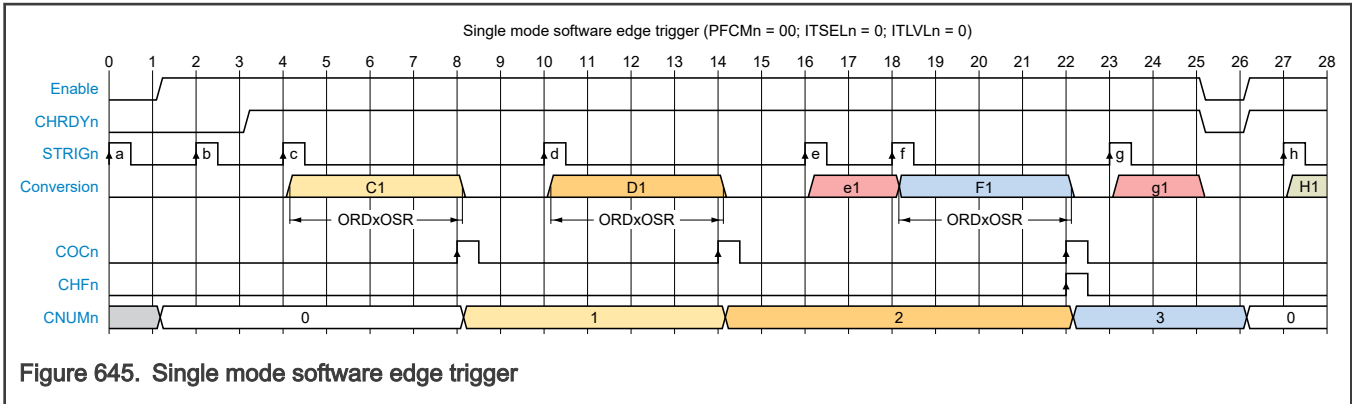 Single mode software edge trigger (PFCMn = 00; ITSELn = 0; ITLVLn = 0)
0 1 2 3 4 5 6 7 8 9 10 11 12 13 14 15 16 17 18 19 20 21 22 23 24 25 26 27 28
Enable
CHRDYn
STRIGn a b c d e f g h
Conversion C1 D1 e1 F1 g1 H1
ORDxOSR ORDxOSR ORDxOSR
COCn
CHFn
CNUMn 0 1 2 3 0
Figure 645. Single mode software edge trigger